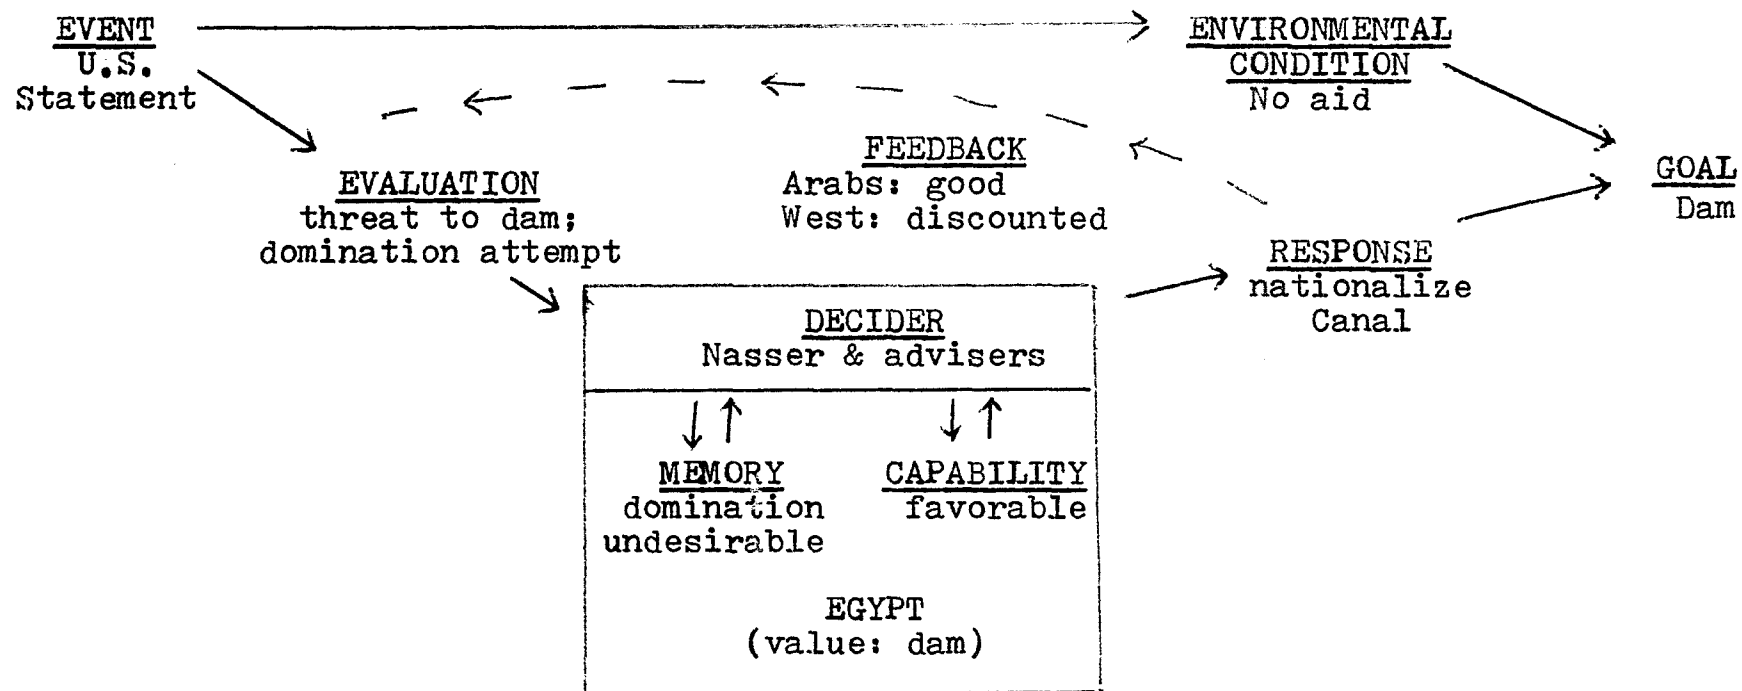 EVENT
U.S.
Statement
ENVIRONMENTAL
CONDITION
No aid
EVALUATION
threat to dam;
domination attempt
FEEDBACK
Arabs: good
West: discounted
GOAL
Dam
RESPONSE
nationalize
Canal
DECIDER
Nasser & advisers
MEMORY
domination
undesirable
CAPABILITY
favorable
EGYPT
(value: dam)